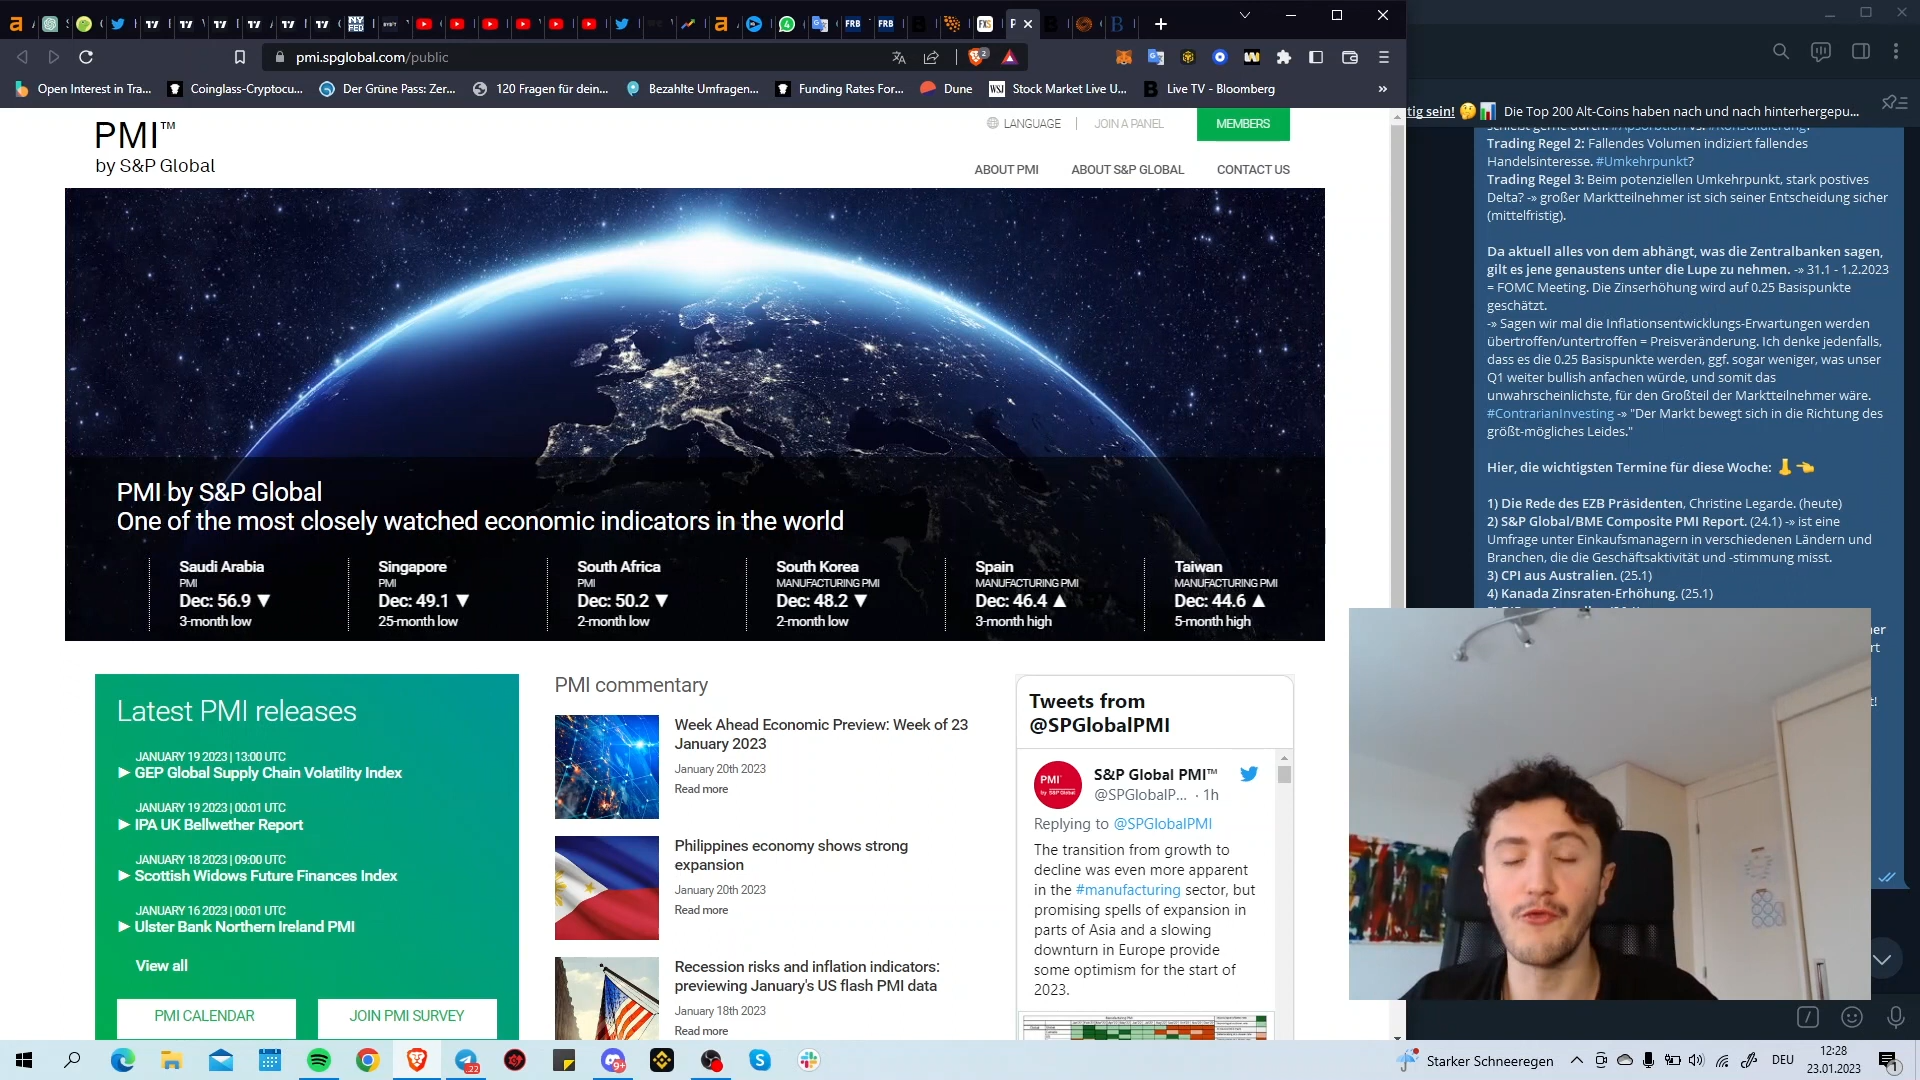 pmi.spglobal.com/public
Open Interest in Tra...
Coinglass-Cryptocu...
Der Grüne Pass: Zer...
120 Fragen für dein...
Bezahlte Umfragen...
Funding Rates For...
Dune
Stock Market Live U...
Live TV - Bloomberg
»
PMI™
by S&P Global
LANGUAGE
JOIN A PANEL
MEMBERS
ABOUT PMI
ABOUT S&P GLOBAL
CONTACT US
PMI by S&P Global
One of the most closely watched economic indicators in the world
Saudi Arabia
PMI
Dec: 56.9 ▼
3-month low
Singapore
PMI
Dec: 49.1 ▼
25-month low
South Africa
PMI
Dec: 50.2 ▼
2-month low
South Korea
MANUFACTURING PMI
Dec: 48.2 ▼
2-month low
Spain
MANUFACTURING PMI
Dec: 46.4 ▲
3-month high
Taiwan
MANUFACTURING PMI
Dec: 44.6 ▲
5-month high
Latest PMI releases
JANUARY 19 2023 | 13:00 UTC
▶ GEP Global Supply Chain Volatility Index
JANUARY 19 2023 | 00:01 UTC
▶ IPA UK Bellwether Report
JANUARY 18 2023 | 09:00 UTC
▶ Scottish Widows Future Finances Index
JANUARY 16 2023 | 00:01 UTC
▶ Ulster Bank Northern Ireland PMI
View all
PMI CALENDAR
JOIN PMI SURVEY
PMI commentary
Week Ahead Economic Preview: Week of 23
January 2023
January 20th 2023
Read more
Philippines economy shows strong
expansion
January 20th 2023
Read more
Recession risks and inflation indicators:
previewing January's US flash PMI data
January 18th 2023
Read more
Tweets from
@SPGlobalPMI
S&P Global PMI™
@SPGlobalP... · 1h
Replying to @SPGlobalPMI
The transition from growth to
decline was even more apparent
in the #manufacturing sector, but
promising spells of expansion in
parts of Asia and a slowing
downturn in Europe provide
some optimism for the start of
2023.
tig sein! 🤔📊 Die Top 200 Alt-Coins haben nach und nach hinterhergepu...
Trading Regel 2: Fallendes Volumen indiziert fallendes
Handelsinteresse. #Umkehrpunkt?
Trading Regel 3: Beim potenziellen Umkehrpunkt, stark postives
Delta? -» großer Marktteilnehmer ist sich seiner Entscheidung sicher
(mittelfristig).
Da aktuell alles von dem abhängt, was die Zentralbanken sagen,
gilt es jene genaustens unter die Lupe zu nehmen. -» 31.1 - 1.2.2023
= FOMC Meeting. Die Zinserhöhung wird auf 0.25 Basispunkte
geschätzt.
-» Sagen wir mal die Inflationsentwicklungs-Erwartungen werden
übertroffen/untertroffen = Preisveränderung. Ich denke jedenfalls,
dass es die 0.25 Basispunkte werden, ggf. sogar weniger, was unser
Q1 weiter bullish anfachen würde, und somit das
unwahrscheinlichste, für den Großteil der Marktteilnehmer wäre.
#ContrarianInvesting -» "Der Markt bewegt sich in die Richtung des
größt-mögliches Leides."
Hier, die wichtigsten Termine für diese Woche: 👃👈
1) Die Rede des EZB Präsidenten, Christine Legarde. (heute)
2) S&P Global/BME Composite PMI Report. (24.1) -» ist eine
Umfrage unter Einkaufsmanagern in verschiedenen Ländern und
Branchen, die die Geschäftsaktivität und -stimmung misst.
3) CPI aus Australien. (25.1)
4) Kanada Zinsraten-Erhöhung. (25.1)
Starker Schneeregen
DEU
12:28
23.01.2023